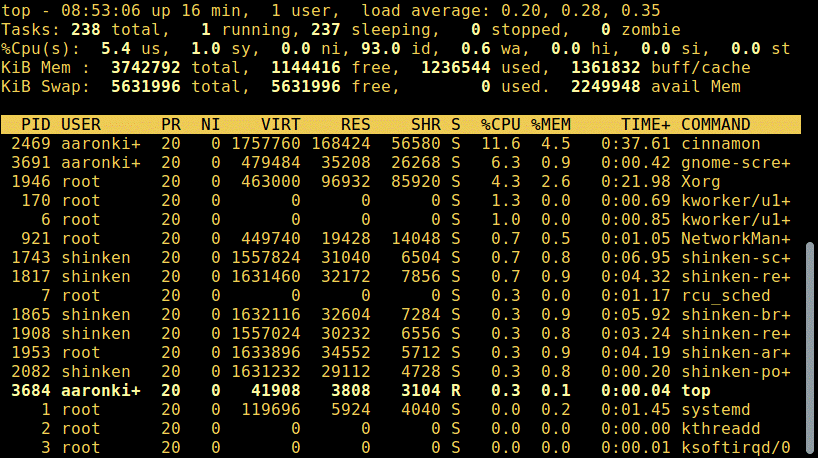 top - 08:53:06 up 16 min,  1 user,  load average: 0.20, 0.28, 0.35
Tasks: 238 total,   1 running, 237 sleeping,   0 stopped,   0 zombie
%Cpu(s):  5.4 us,  1.0 sy,  0.0 ni, 93.0 id,  0.6 wa,  0.0 hi,  0.0 si,  0.0 st
KiB Mem :  3742792 total,  1144416 free,  1236544 used,  1361832 buff/cache
KiB Swap:  5631996 total,  5631996 free,        0 used.  2249948 avail Mem
  PID USER      PR  NI    VIRT    RES    SHR S  %CPU %MEM     TIME+ COMMAND
 2469 aaronki+  20   0 1757760 168424  56580 S  11.6  4.5   0:37.61 cinnamon
 3691 aaronki+  20   0  479484  35208  26268 S   6.3  0.9   0:00.42 gnome-scre+
 1946 root      20   0  463000  96932  85920 S   4.3  2.6   0:21.98 Xorg
  170 root      20   0       0      0      0 S   1.3  0.0   0:00.69 kworker/u1+
    6 root      20   0       0      0      0 S   1.0  0.0   0:00.85 kworker/u1+
  921 root      20   0  449740  19428  14048 S   0.7  0.5   0:01.05 NetworkMan+
 1743 shinken   20   0 1557824  31040   6504 S   0.7  0.8   0:06.95 shinken-sc+
 1817 shinken   20   0 1631460  32172   7856 S   0.7  0.9   0:04.32 shinken-re+
    7 root      20   0       0      0      0 S   0.3  0.0   0:01.17 rcu_sched
 1865 shinken   20   0 1632116  32604   7284 S   0.3  0.9   0:05.92 shinken-br+
 1908 shinken   20   0 1557024  30232   6556 S   0.3  0.8   0:03.24 shinken-re+
 1953 root      20   0 1633896  34552   5712 S   0.3  0.9   0:04.19 shinken-ar+
 2082 shinken   20   0 1631232  29112   4728 S   0.3  0.8   0:00.20 shinken-po+
 3684 aaronki+  20   0   41908   3808   3104 R   0.3  0.1   0:00.04 top
    1 root      20   0  119696   5924   4040 S   0.0  0.2   0:01.45 systemd
    2 root      20   0       0      0      0 S   0.0  0.0   0:00.00 kthreadd
    3 root      20   0       0      0      0 S   0.0  0.0   0:00.01 ksoftirqd/0